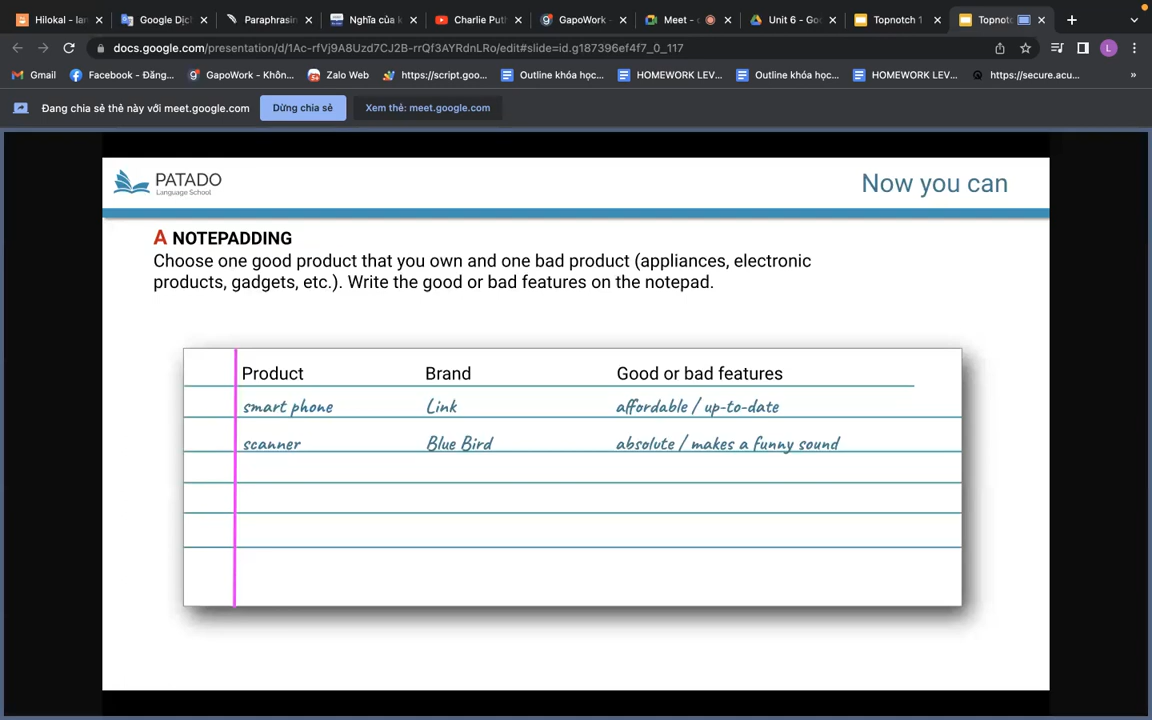 Hilokal - lan
Google Dịc
Paraphrasin
Nghĩa của k
Charlie Put
GapoWork -
Meet - c
Unit 6 - Goo
Topnotch 1
Topno
docs.google.com/presentation/d/1Ac-rfVj9A8Uzd7CJ2B-rrQf3AYRdnLRo/edit#slide=id.g187396ef4f7_0_117
L
Gmail
Facebook - Đăng...
GapoWork - Khôn...
Zalo Web
https://script.goo...
Outline khóa học...
HOMEWORK LEV...
Outline khóa học...
HOMEWORK LEV...
https://secure.acu...
»
Đang chia sẻ thẻ này với meet.google.com
Dừng chia sẻ
Xem thẻ: meet.google.com
PATADO
Language School
Now you can
A NOTEPADDING
Choose one good product that you own and one bad product (appliances, electronic
products, gadgets, etc.). Write the good or bad features on the notepad.
Product Brand Good or bad features
smart phone Link affordable / up-to-date
scanner Blue Bird absolute / makes a funny sound